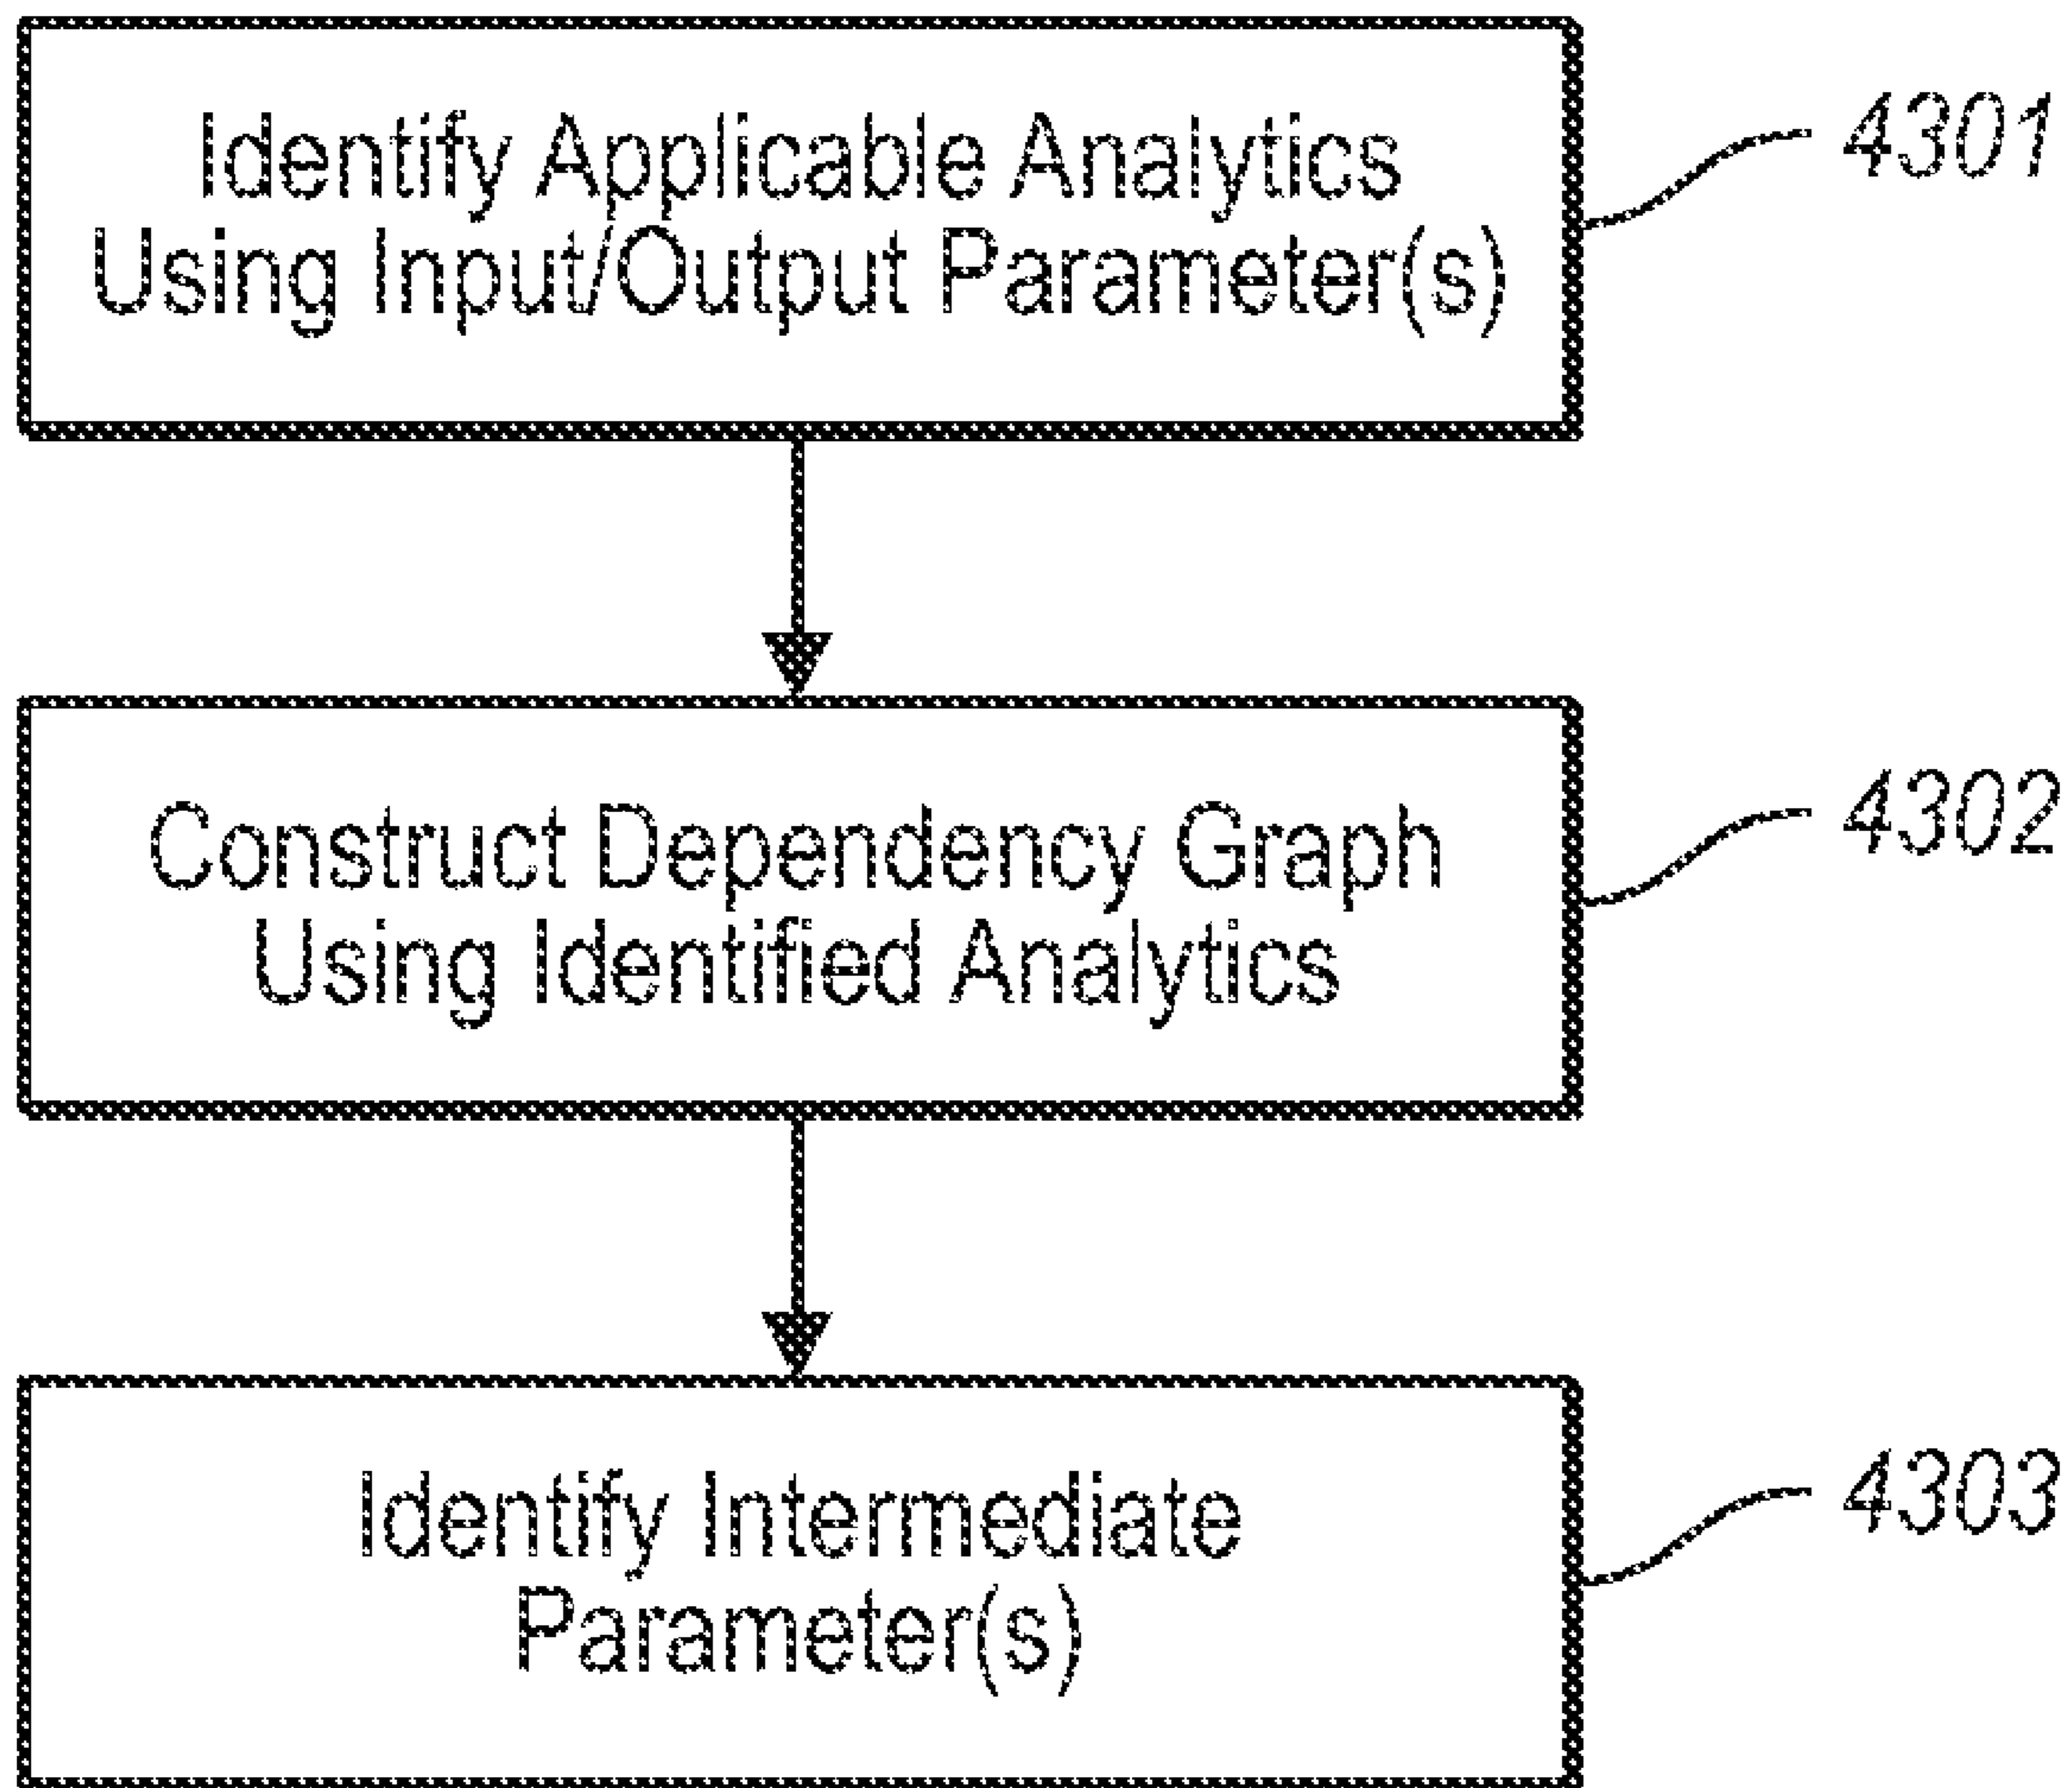 Identify Applicable Analytics
Using Input/Output Parameter(s)
4301
Construct Dependency Graph
Using Identified Analytics
4302
Identify Intermediate
Parameter(s)
4303